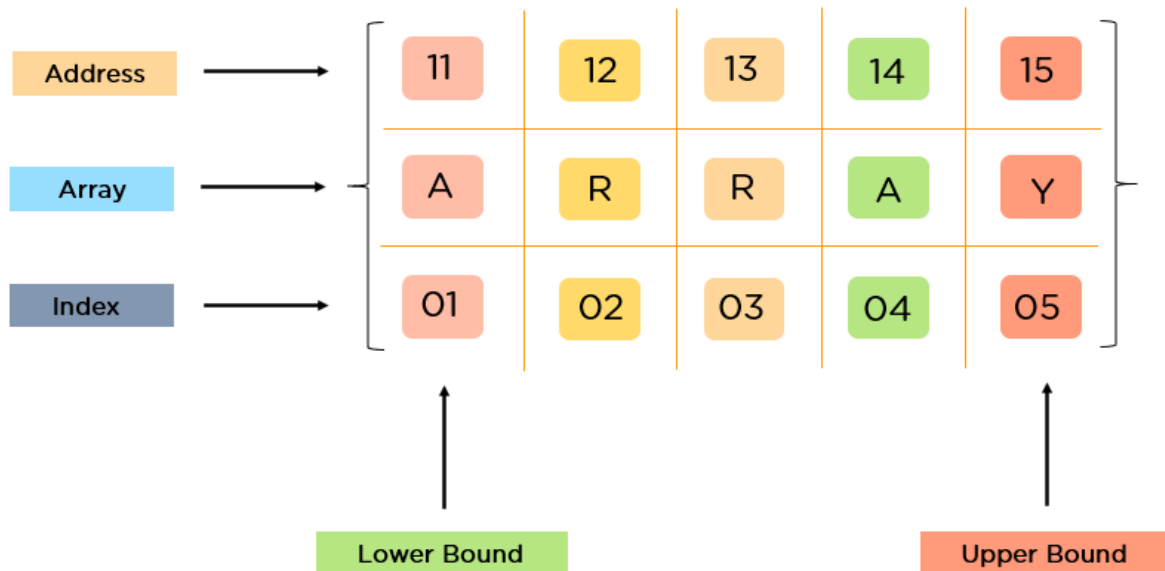 Address 11 12 13 14 15
Array A R R A Y
Index 01 02 03 04 05
Lower Bound Upper Bound